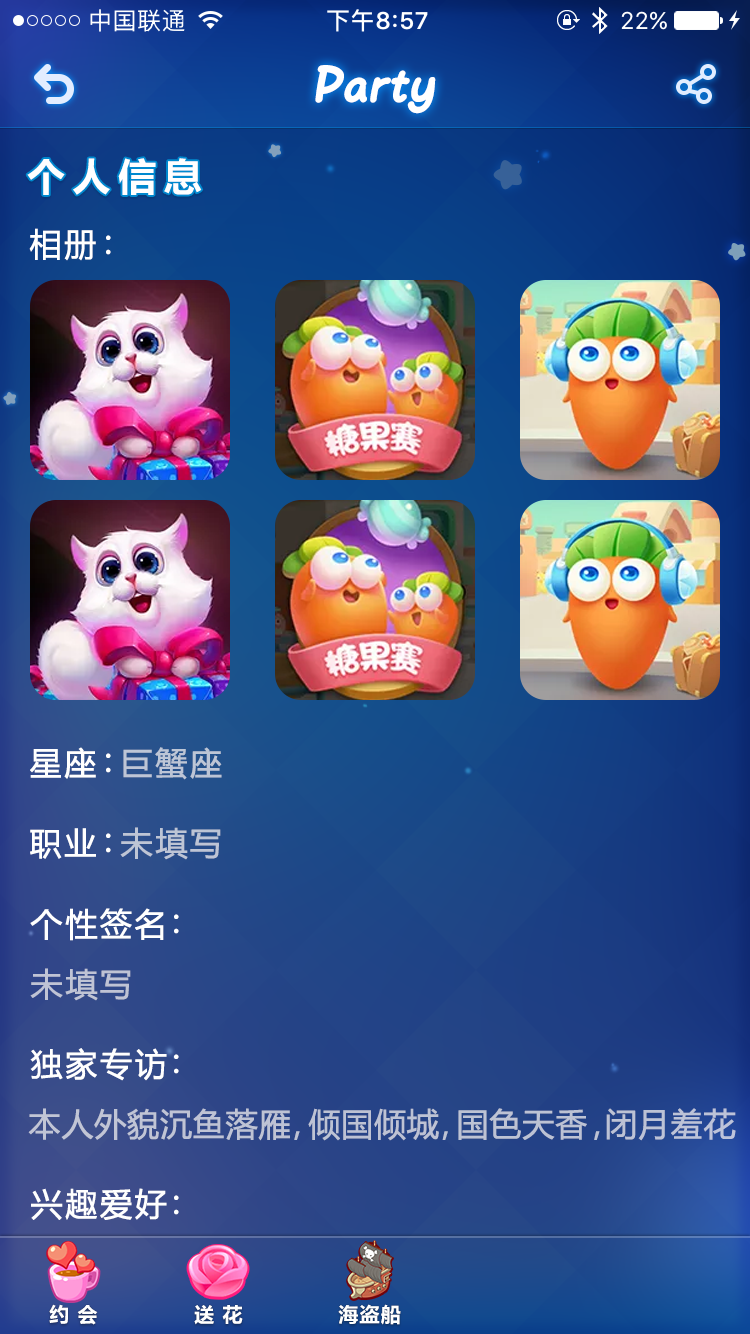 中国联通 下午8:57 22%
Party
个人信息
相册：
糖果赛
糖果赛
星座：巨蟹座
职业：未填写
个性签名：
未填写
独家专访：
本人外貌沉鱼落雁，倾国倾城，国色天香，闭月羞花
兴趣爱好：
约会 送花 海盗船